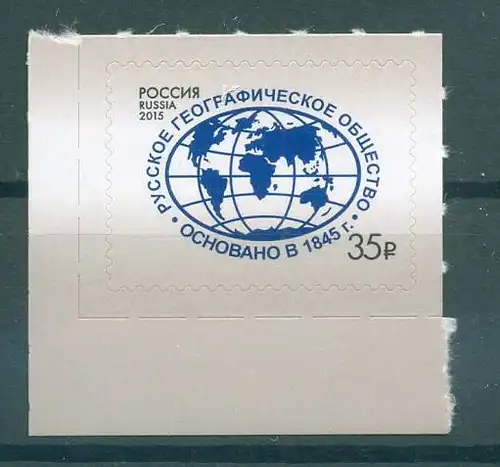 РОССИЯ
RUSSIA
2015
РУССКОЕ ГЕОГРАФИЧЕСКОЕ ОБЩЕСТВО
• ОСНОВАНО В 1845 г. •
35₽